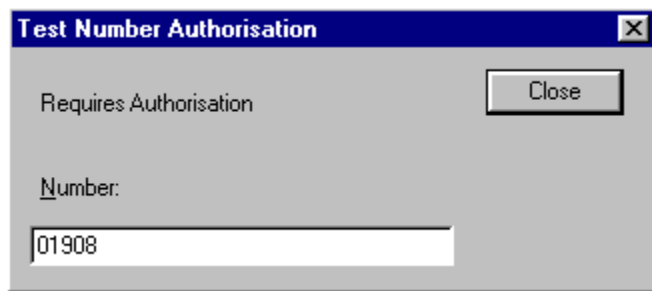 Test Number Authorisation
Close
Requires Authorisation
Number:
01908